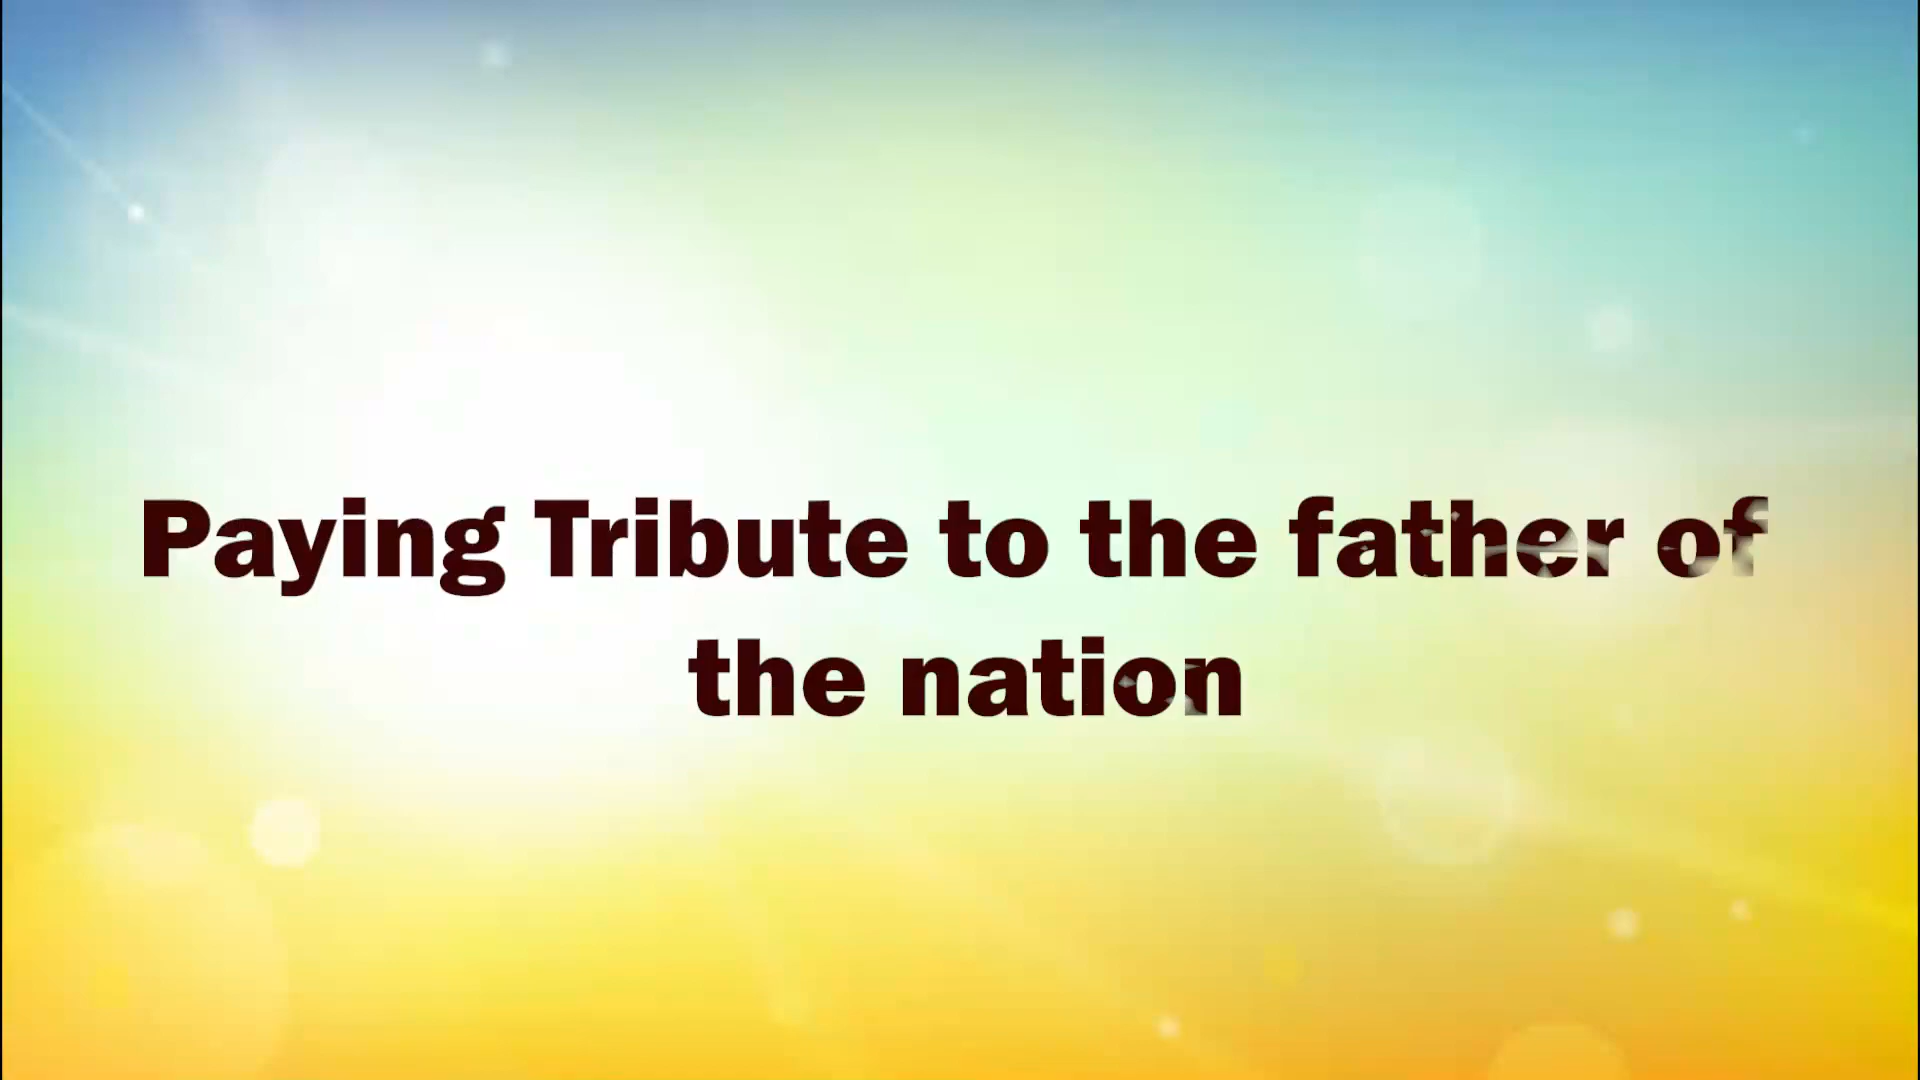 Paying Tribute to the father of
the nation